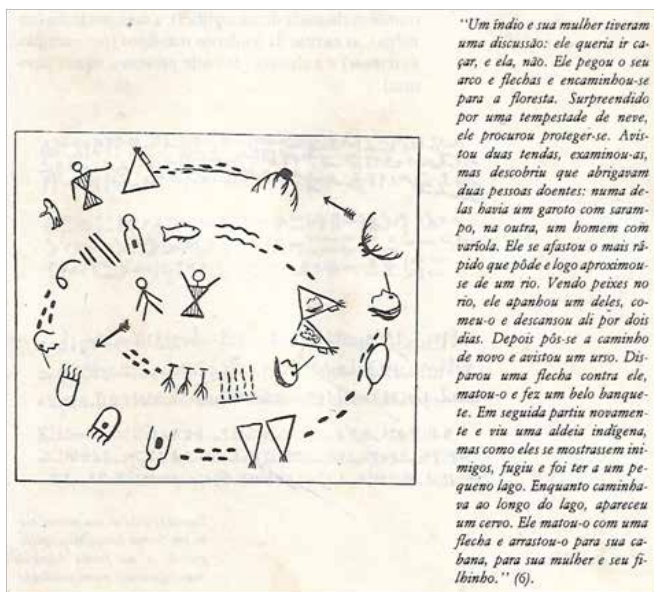 "Um índio e sua mulher tiveram
uma discussão: ele queria ir ca-
çar, e ela, não. Ele pegou o seu
arco e flechas e encaminhou-se
para a floresta. Surpreendido
por uma tempestade de neve,
ele procurou proteger-se. Avis-
tou duas tendas, examinou-as,
mas descobriu que abrigavam
duas pessoas doentes: numa de-
las havia um garoto com saram-
po, na outra, um homem com
varíola. Ele se afastou o mais rá-
pido que pôde e logo aproximou-
se de um rio. Vendo peixes no
rio, ele apanhou um deles, co-
meu-o e descansou ali por dois
dias. Depois pôs-se a caminho
de novo e avistou um urso. Dis-
parou uma flecha contra ele,
matou-o e fez um belo banque-
te. Em seguida partiu novamen-
te e viu uma aldeia indígena,
mas como eles se mostrassem ini-
migos, fugiu e foi ter a um pe-
queno lago. Enquanto caminha-
va ao longo do lago, apareceu
um cervo. Ele matou-o com uma
flecha e arrastou-o para sua ca-
bana, para sua mulher e seu fi-
lhinho." (6).